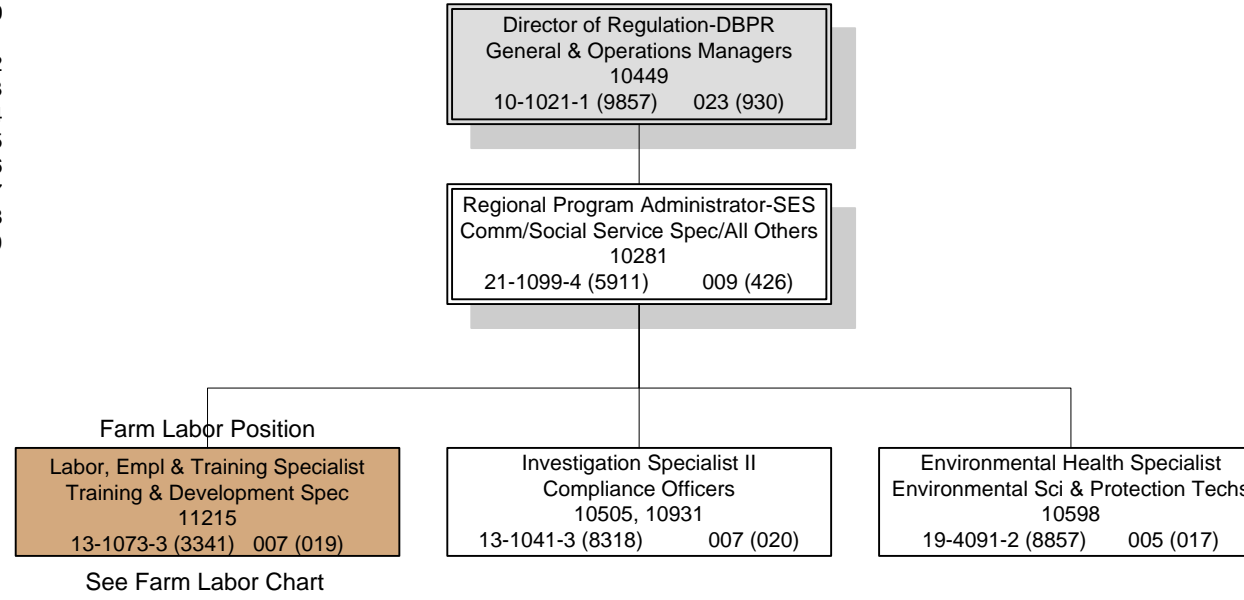 Director of Regulation-DBPR
General & Operations Managers
10449
10-1021-1 (9857) 023 (930)
Regional Program Administrator-SES
Comm/Social Service Spec/All Others
10281
21-1099-4 (5911) 009 (426)
Farm Labor Position
Labor, Empl & Training Specialist
Training & Development Spec
11215
13-1073-3 (3341) 007 (019)
See Farm Labor Chart
Investigation Specialist II
Compliance Officers
10505, 10931
13-1041-3 (8318) 007 (020)
Environmental Health Specialist
Environmental Sci & Protection Techs
10598
19-4091-2 (8857) 005 (017)